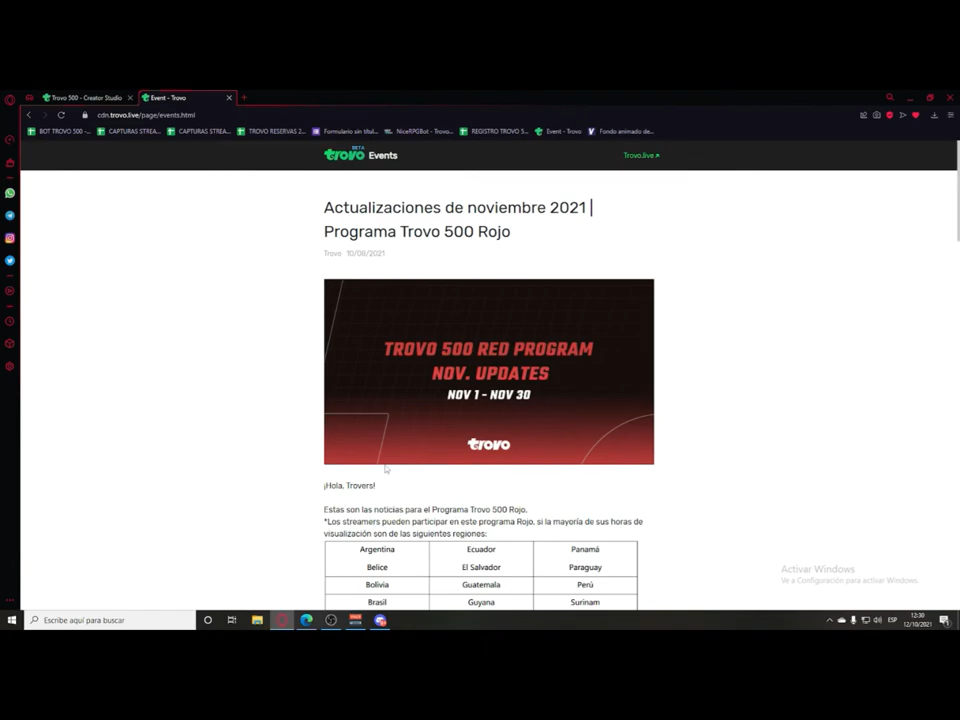 Trovo 500 - Creator Studio
Event - Trovo
cdn.trovo.live/page/events.html
BOT TROVO 500 -...
CAPTURAS STREA...
CAPTURAS STREA...
TROVO RESERVAS 2...
Formulario sin títul...
NiceRPGBot - Trovo...
REGISTRO TROVO 5...
Event - Trovo
Fondo animado de...
trovo BETA Events
Trovo.live
Actualizaciones de noviembre 2021 |
Programa Trovo 500 Rojo
Trovo 10/08/2021
TROVO 500 RED PROGRAM
NOV. UPDATES
NOV 1 - NOV 30
trovo
¡Hola, Trovers!
Estas son las noticias para el Programa Trovo 500 Rojo.
*Los streamers pueden participar en este programa Rojo, si la mayoría de sus horas de
visualización son de las siguientes regiones:
Argentina Ecuador Panamá
Belice El Salvador Paraguay
Bolivia Guatemala Perú
Brasil Guyana Surinam
Activar Windows
Ve a Configuración para activar Windows.
Escribe aquí para buscar
ESP
12:30
12/10/2021